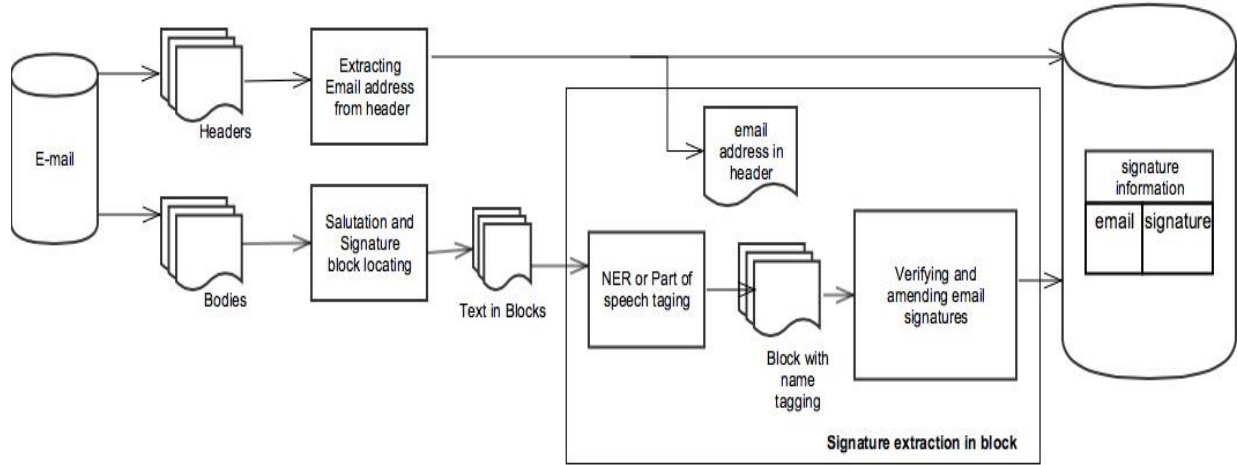 E-mail
Headers
Extracting
Email address
from header
Bodies
Salutation and
Signature
block locating
Text in Blocks
email
address in
header
NER or Part of
speech taging
Block with
name
tagging
Verifying and
amending email
signatures
Signature extraction in block
signature
information
email signature